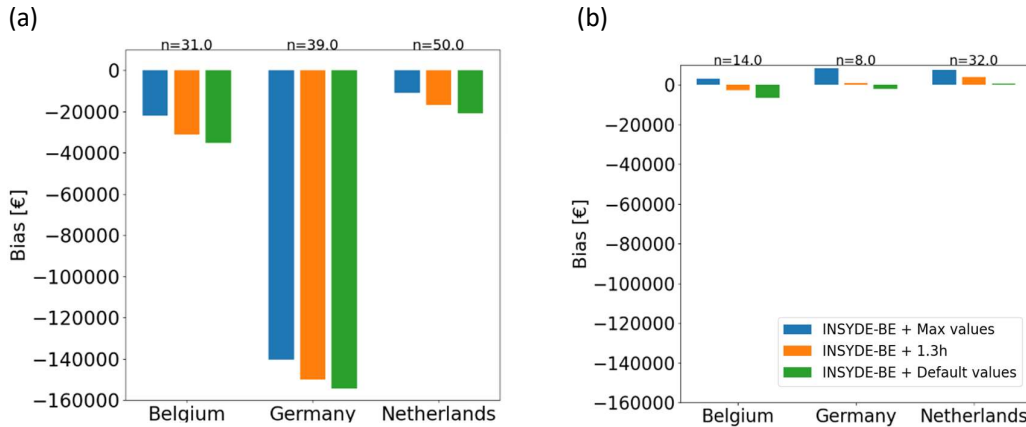 (a)
n=31.0 n=39.0 n=50.0
0
−20000
−40000
−60000
−80000
−100000
−120000
−140000
−160000
Bias [€]
Belgium Germany Netherlands
(b)
n=14.0 n=8.0 n=32.0
0
−20000
−40000
−60000
−80000
−100000
−120000
−140000
−160000
Bias [€]
INSYDE-BE + Max values
INSYDE-BE + 1.3h
INSYDE-BE + Default values
Belgium Germany Netherlands